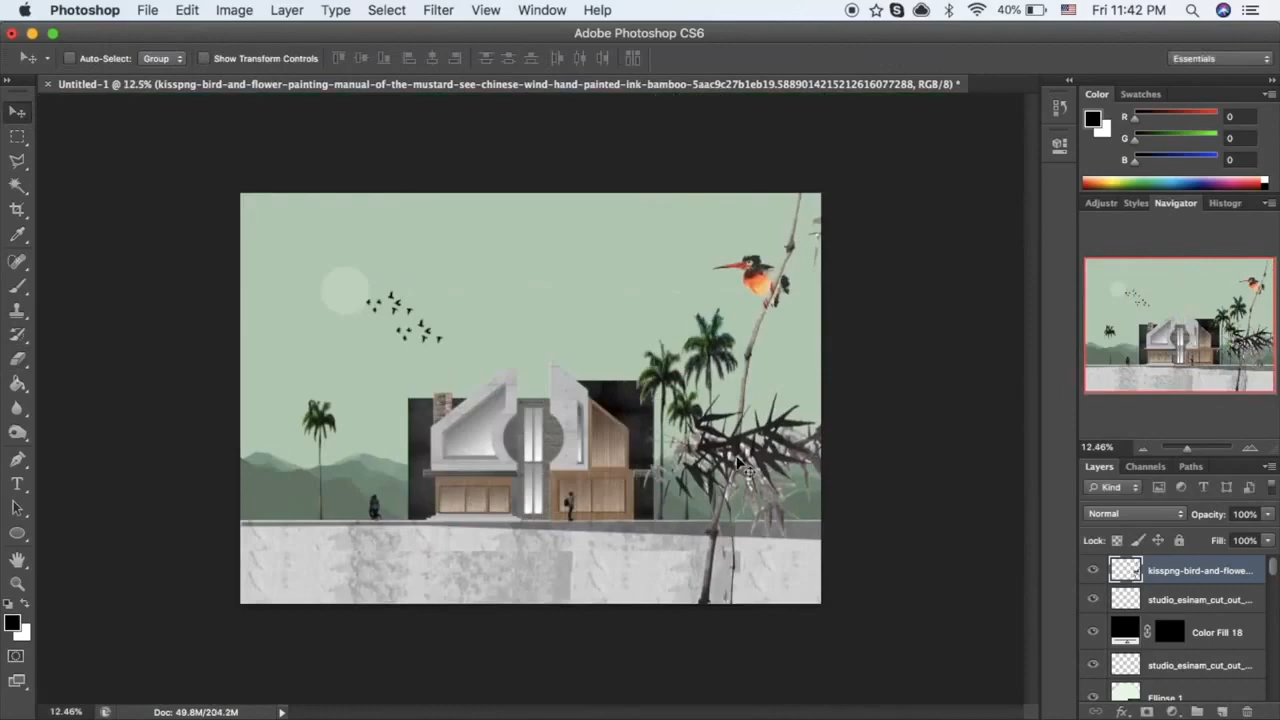 Photoshop File Edit Image Layer Type Select Filter View Window Help 40% Fri 11:42 AM
Adobe Photoshop CS6
Auto-Select: Group Show Transform Controls Essentials
Untitled-1 @ 12.5% (kisspng-bird-and-flower-painting-manual-of-the-mustard-see-chinese-wind-hand-painted-ink-bamboo-5aac9c27b1eb19.5889014215212616077288, RGB/8) *
Color Swatches
R 0
G 0
B 0
Adjustr Styles Navigator Histogr
12.46%
Layers Channels Paths
Kind
Normal Opacity: 100%
Lock: Fill: 100%
kisspng-bird-and-flowe...
studio_esinam_cut_out_...
Color Fill 18
studio_esinam_cut_out_...
Ellipse 1
12.46% Doc: 49.8M/204.2M